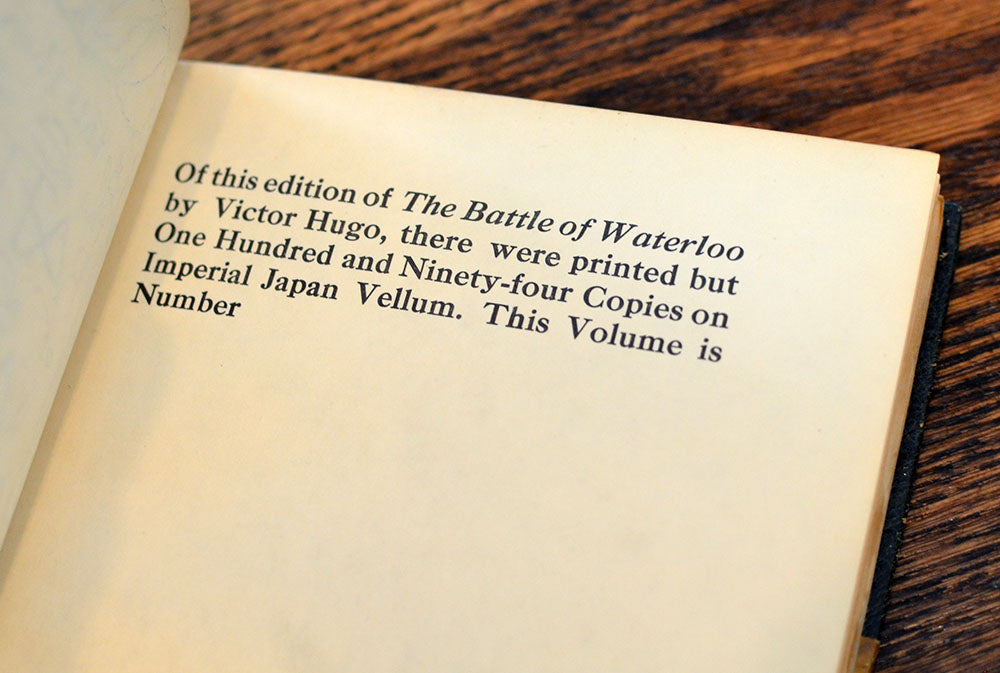 Of this edition of The Battle of Waterloo
by Victor Hugo, there were printed but
One Hundred and Ninety-four Copies on
Imperial Japan Vellum. This Volume is
Number